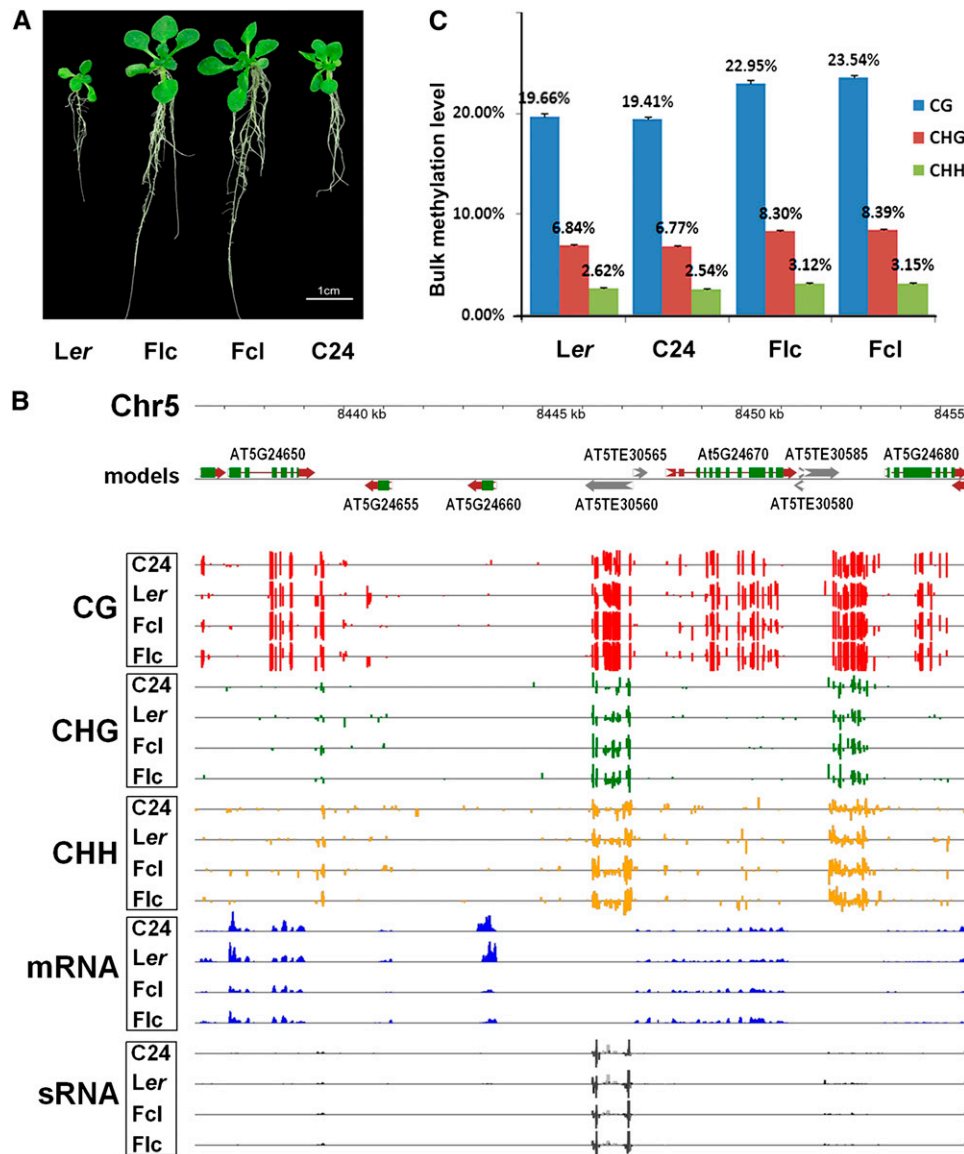 A
1cm
Ler Flc Fcl C24
C
Bulk methylation level
20.00%
10.00%
0.00%
19.66% 19.41% 22.95% 23.54%
6.84% 6.77% 8.30% 8.39%
2.62% 2.54% 3.12% 3.15%
CG
CHG
CHH
Ler C24 Flc Fcl
B
Chr5
8440 kb 8445 kb 8450 kb 8455
models
AT5G24650 AT5TE30565 At5G24670 AT5TE30585 AT5G24680
AT5G24655 AT5G24660 AT5TE30560 AT5TE30580
CG
C24
Ler
Fcl
Flc
CHG
C24
Ler
Fcl
Flc
CHH
C24
Ler
Fcl
Flc
mRNA
C24
Ler
Fcl
Flc
sRNA
C24
Ler
Fcl
Flc